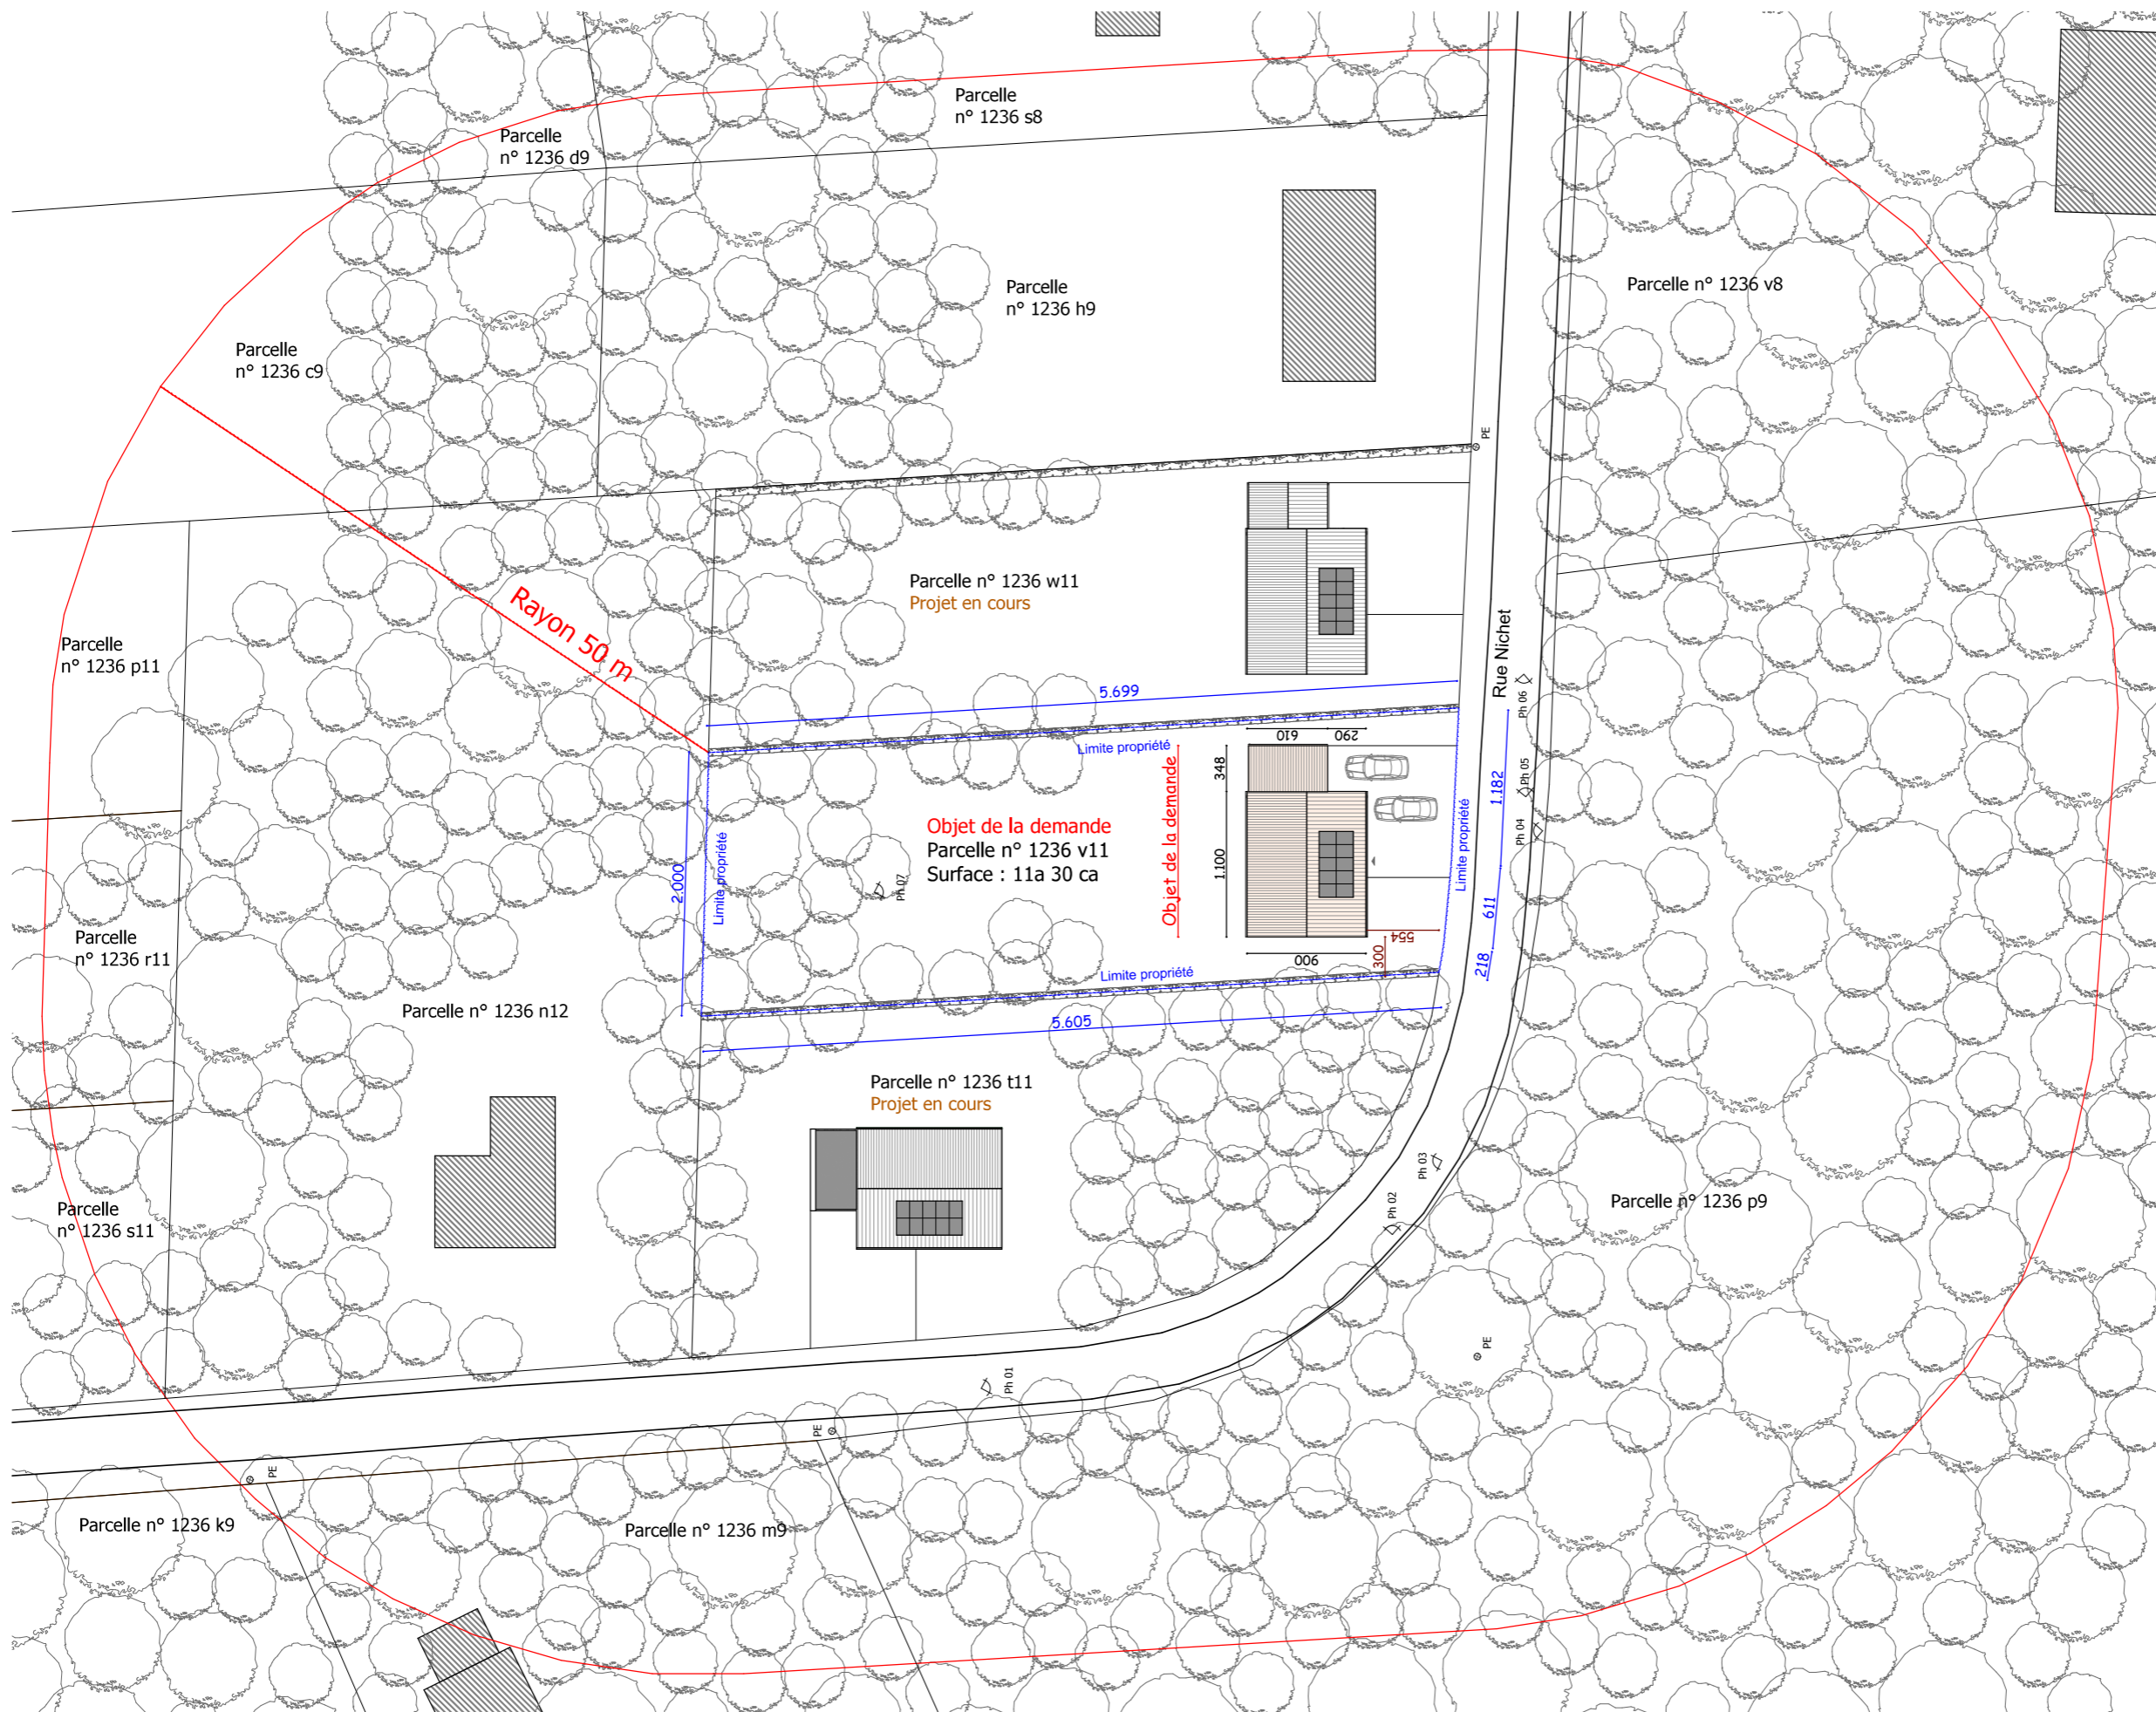 Parcelle
n° 1236 s8
Parcelle
n° 1236 d9
Parcelle
n° 1236 h9
Parcelle n° 1236 v8
Parcelle
n° 1236 c9
PE
Parcelle n° 1236 w11
Projet en cours
Rayon 50 m
Parcelle
n° 1236 p11
Rue Nichet
Ph 06
5.699
Limite propriété
610
290
348
1.182
Ph 05
Ph 04
Objet de la demande
Parcelle n° 1236 v11
Surface : 11a 30 ca
Objet de la demande
1.100
Limite propriété
2.000
Limite propriété
Ph 07
611
218
554
300
900
Limite propriété
5.605
Parcelle
n° 1236 r11
Parcelle n° 1236 n12
Parcelle n° 1236 t11
Projet en cours
Ph 03
Ph 02
Parcelle n° 1236 p9
Parcelle
n° 1236 s11
PE
Ph 01
PE
PE
Parcelle n° 1236 k9
Parcelle n° 1236 m9